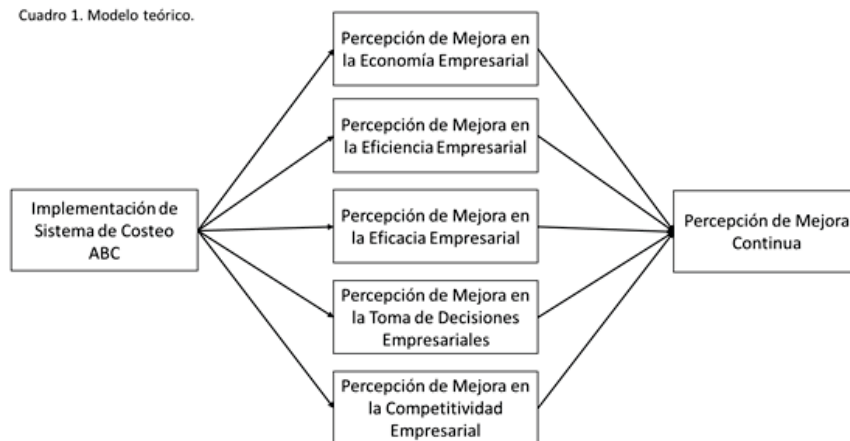 Cuadro 1. Modelo teórico.
Percepción de Mejora en
la Economía Empresarial
Percepción de Mejora en
la Eficiencia Empresarial
Implementación de
Sistema de Costeo
ABC
Percepción de Mejora en
la Eficacia Empresarial
Percepción de Mejora
Continua
Percepción de Mejora en
la Toma de Decisiones
Empresariales
Percepción de Mejora en
la Competitividad
Empresarial